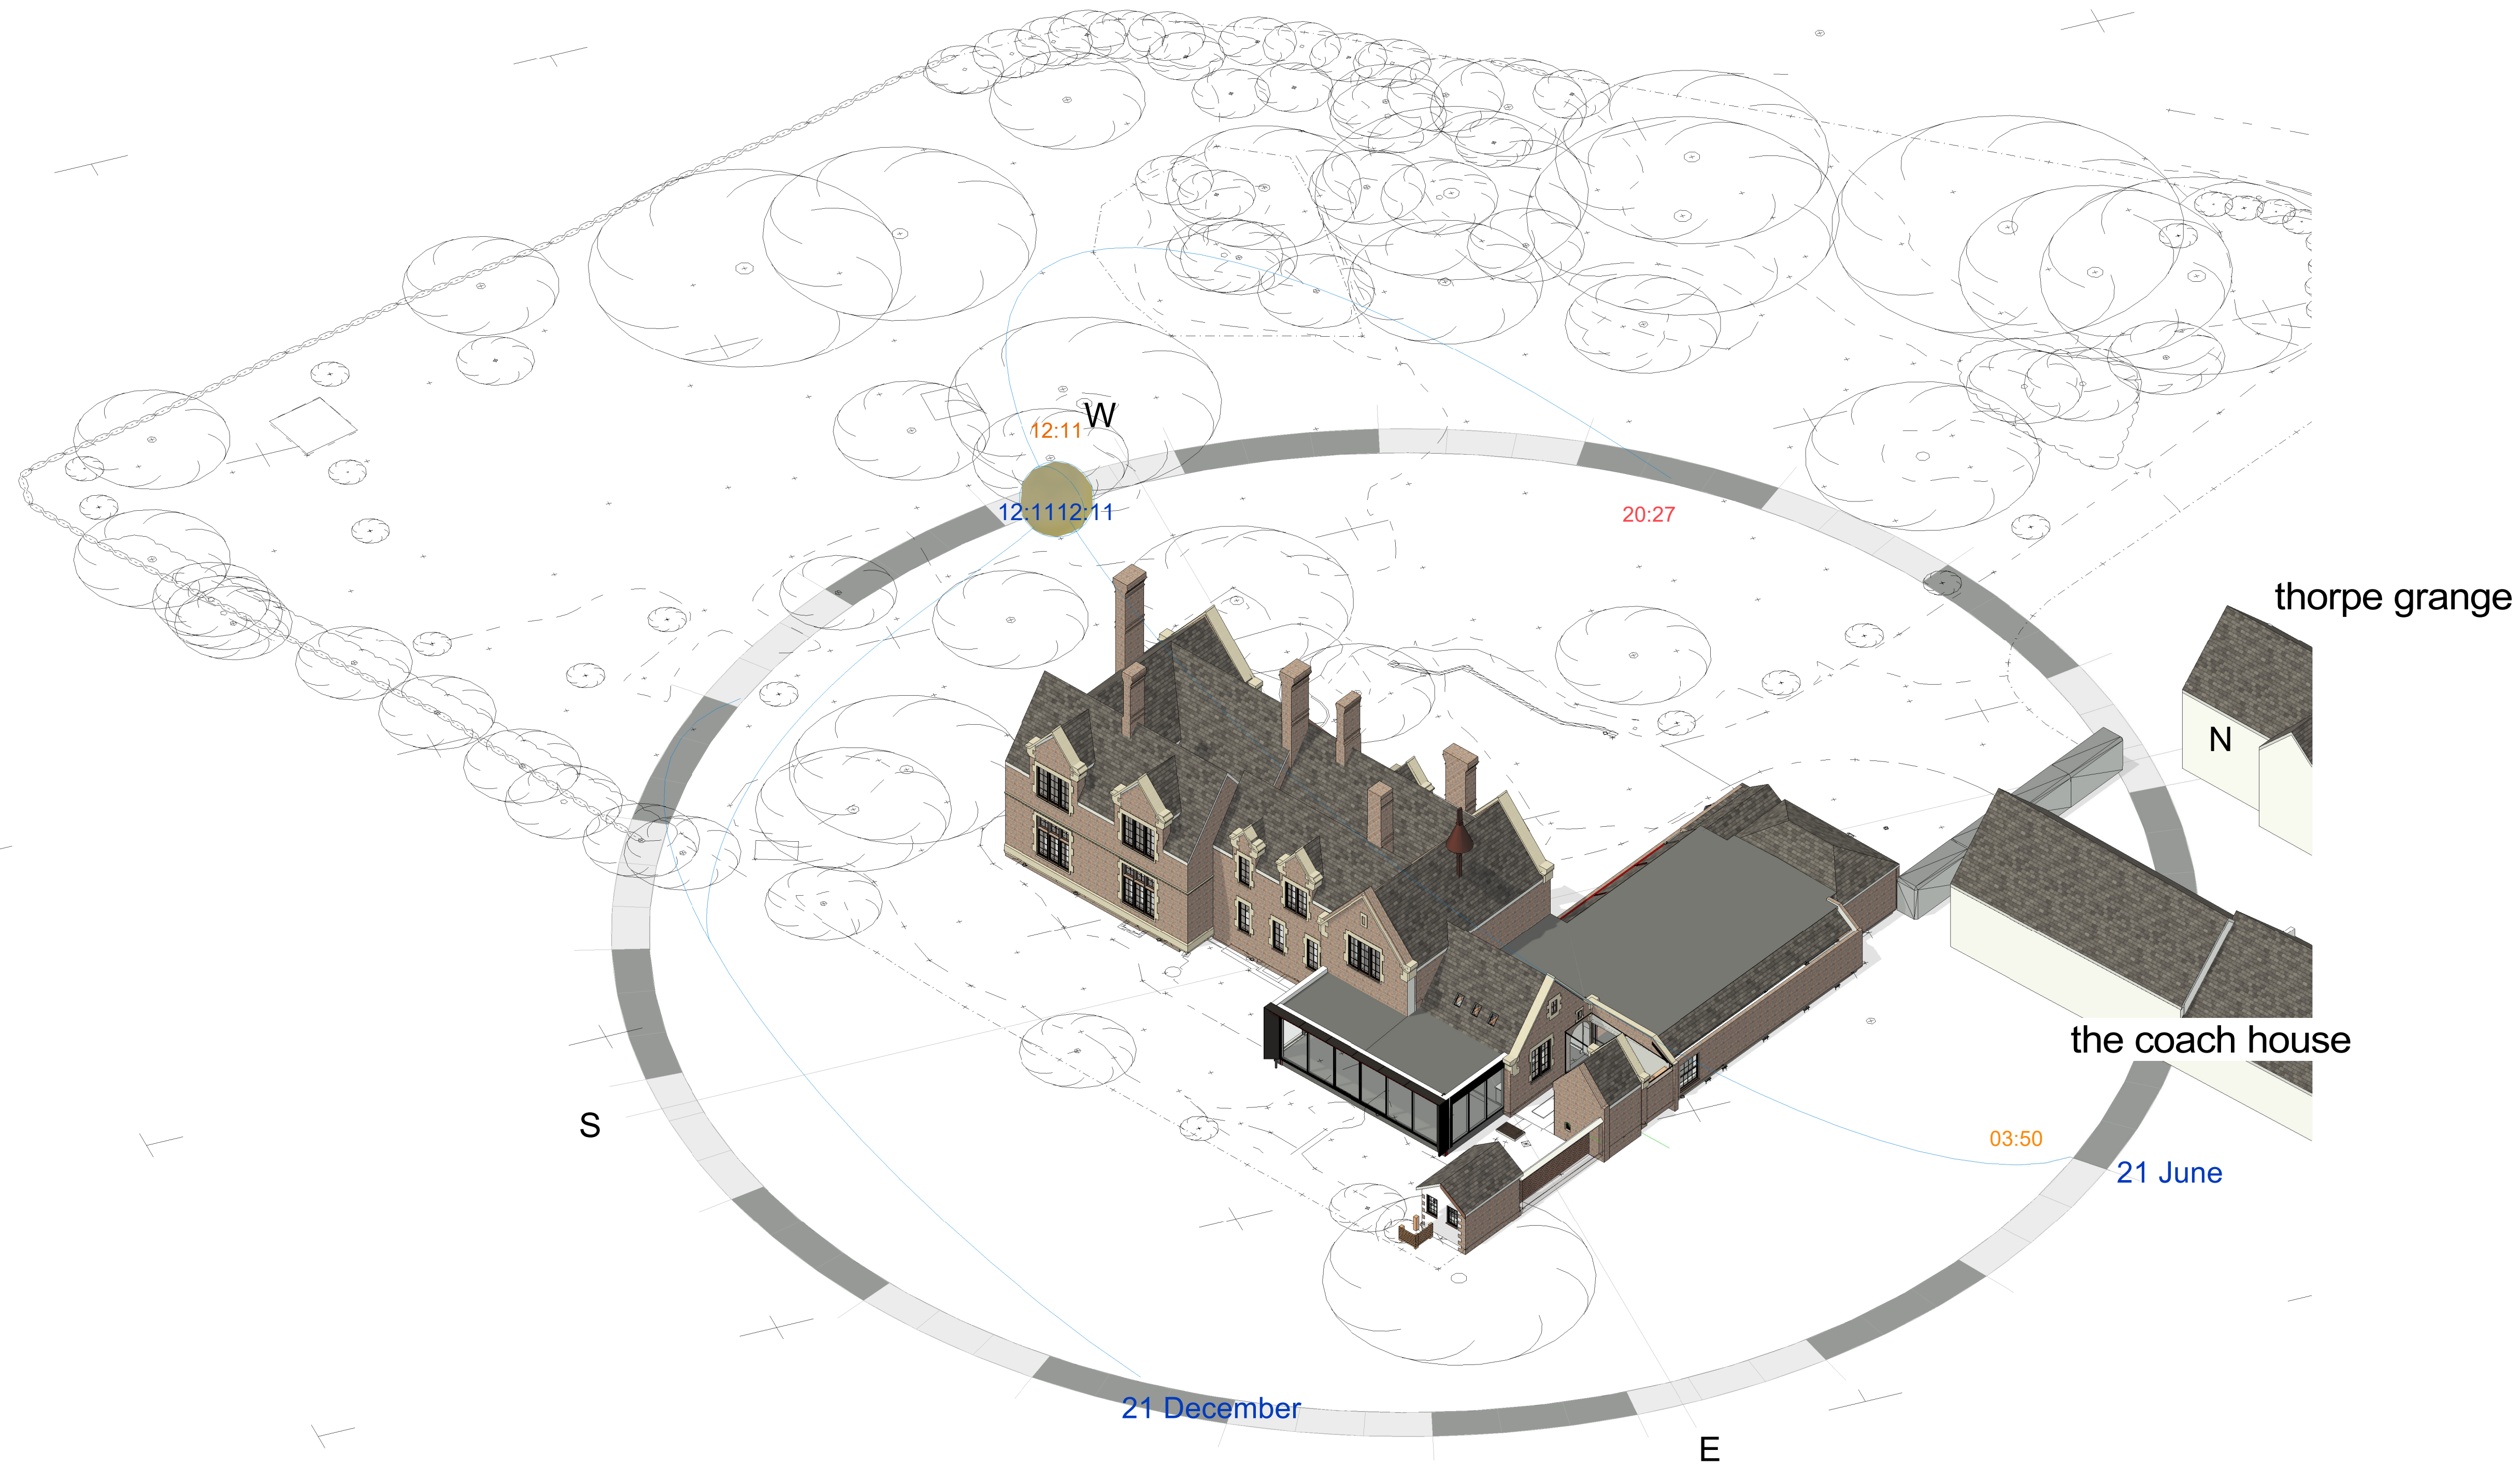 W
12:11
12:1112:11
20:27
thorpe grange
N
the coach house
S
03:50
21 June
21 December
E